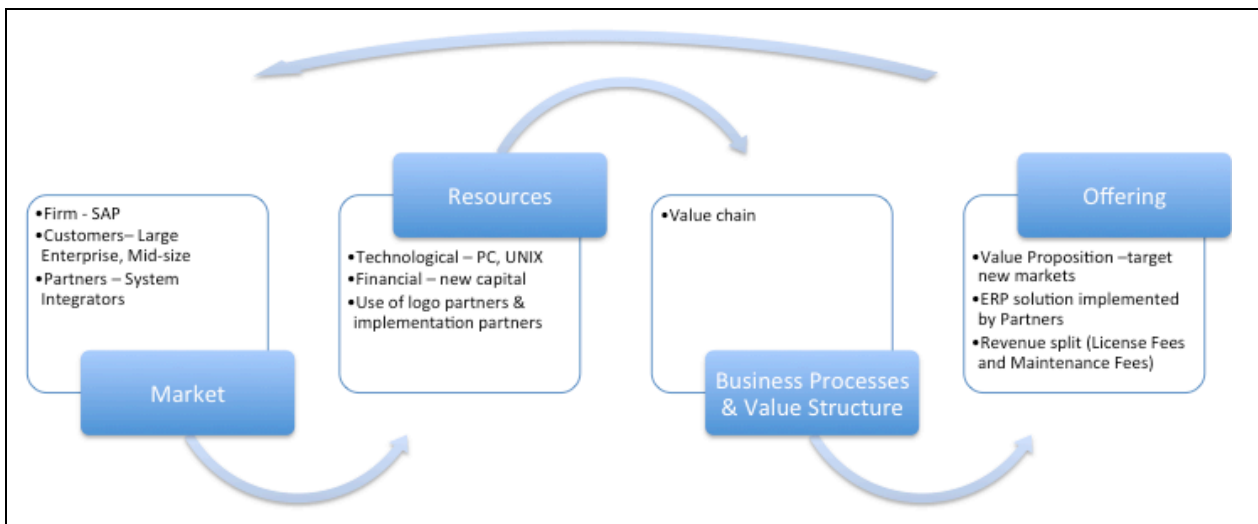 •Firm - SAP
•Customers– Large
Enterprise, Mid-size
•Partners – System
Integrators
Market
Resources
•Technological – PC, UNIX
•Financial – new capital
•Use of logo partners &
implementation partners
•Value chain
Business Processes
& Value Structure
Offering
•Value Proposition –target
new markets
•ERP solution implemented
by Partners
•Revenue split (License Fees
and Maintenance Fees)